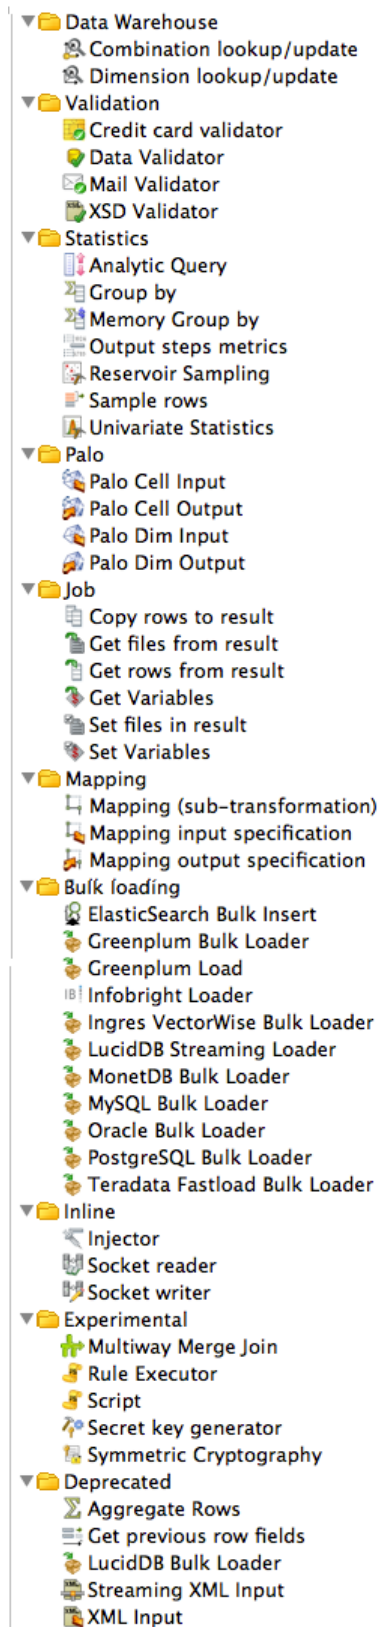 Data Warehouse
Combination lookup/update
Dimension lookup/update
Validation
Credit card validator
Data Validator
Mail Validator
XSD Validator
Statistics
Analytic Query
Group by
Memory Group by
Output steps metrics
Reservoir Sampling
Sample rows
Univariate Statistics
Palo
Palo Cell Input
Palo Cell Output
Palo Dim Input
Palo Dim Output
Job
Copy rows to result
Get files from result
Get rows from result
Get Variables
Set files in result
Set Variables
Mapping
Mapping (sub-transformation)
Mapping input specification
Mapping output specification
Bulk loading
ElasticSearch Bulk Insert
Greenplum Bulk Loader
Greenplum Load
Infobright Loader
Ingres VectorWise Bulk Loader
LucidDB Streaming Loader
MonetDB Bulk Loader
MySQL Bulk Loader
Oracle Bulk Loader
PostgreSQL Bulk Loader
Teradata Fastload Bulk Loader
Inline
Injector
Socket reader
Socket writer
Experimental
Multiway Merge Join
Rule Executor
Script
Secret key generator
Symmetric Cryptography
Deprecated
Aggregate Rows
Get previous row fields
LucidDB Bulk Loader
Streaming XML Input
XML Input